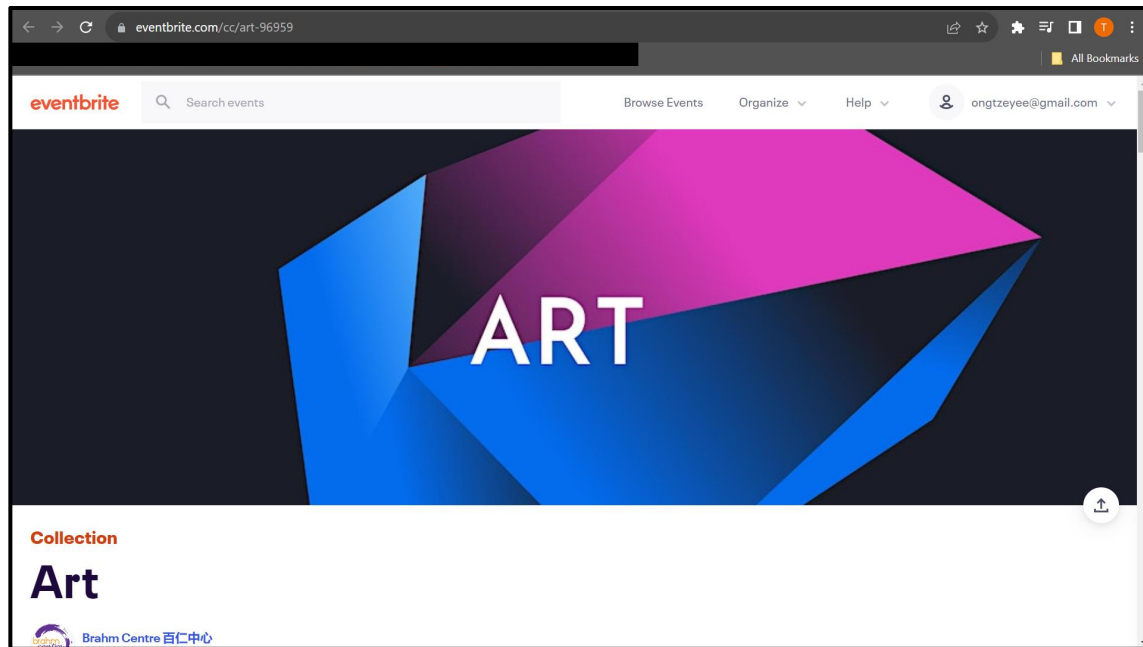 eventbrite.com/cc/art-96959
T
All Bookmarks
eventbrite
Search events
Browse Events
Organize
Help
ongtzeyee@gmail.com
ART
Collection
Art
brahm
Brahm Centre 百仁中心